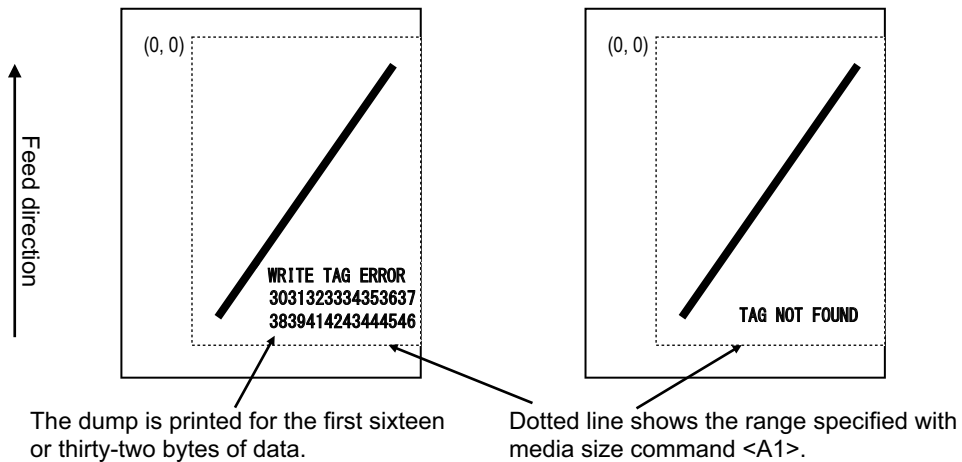 (0, 0)
(0, 0)
Feed direction
WRITE TAG ERROR
3031323334353637
3839414243444546
TAG NOT FOUND
The dump is printed for the first sixteen
or thirty-two bytes of data.
Dotted line shows the range specified with
media size command <A1>.